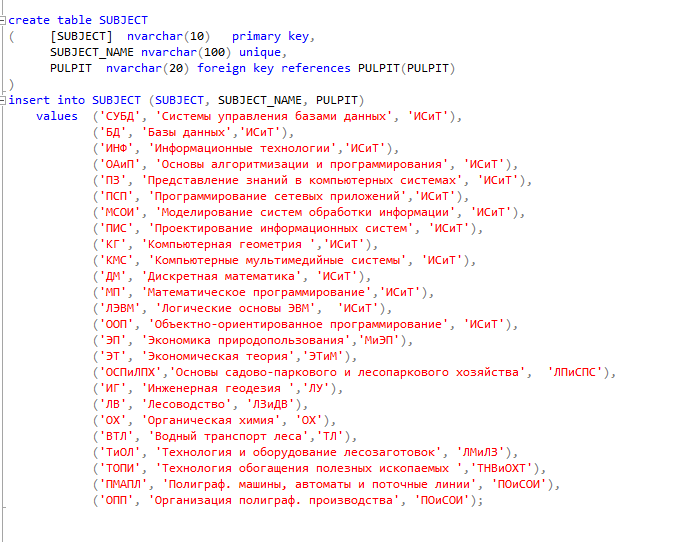 create table SUBJECT
(     [SUBJECT]  nvarchar(10)   primary key,
      SUBJECT_NAME nvarchar(100) unique,
      PULPIT  nvarchar(20) foreign key references PULPIT(PULPIT)
)
insert into SUBJECT (SUBJECT, SUBJECT_NAME, PULPIT)
    values  ('СУБД', 'Системы управления базами данных', 'ИСиТ'),
            ('БД', 'Базы данных','ИСиТ'),
            ('ИНФ', 'Информационные технологии','ИСиТ'),
            ('ОАиП', 'Основы алгоритмизации и программирования', 'ИСиТ'),
            ('ПЗ', 'Представление знаний в компьютерных системах', 'ИСиТ'),
            ('ПСП', 'Программирование сетевых приложений','ИСиТ'),
            ('МСОИ', 'Моделирование систем обработки информации', 'ИСиТ'),
            ('ПИС', 'Проектирование информационных систем', 'ИСиТ'),
            ('КГ', 'Компьютерная геометрия ','ИСиТ'),
            ('КМС', 'Компьютерные мультимедийные системы', 'ИСиТ'),
            ('ДМ', 'Дискретная математика', 'ИСиТ'),
            ('МП', 'Математическое программирование','ИСиТ'),
            ('ЛЭВМ', 'Логические основы ЭВМ',  'ИСиТ'),
            ('ООП', 'Объектно-ориентированное программирование', 'ИСиТ'),
            ('ЭП', 'Экономика природопользования','МиЭП'),
            ('ЭТ', 'Экономическая теория','ЭТиМ'),
            ('ОСПиЛПХ','Основы садово-паркового и лесопаркового хозяйства',  'ЛПиСПС'),
            ('ИГ', 'Инженерная геодезия ','ЛУ'),
            ('ЛВ', 'Лесоводство', 'ЛЗиДВ'),
            ('ОХ', 'Органическая химия', 'ОХ'),
            ('ВТЛ', 'Водный транспорт леса','ТЛ'),
            ('ТиОЛ', 'Технология и оборудование лесозаготовок', 'ЛМиЛЗ'),
            ('ТОПИ', 'Технология обогащения полезных ископаемых ','ТНВиОХТ'),
            ('ПМАПЛ', 'Полиграф. машины, автоматы и поточные линии', 'ПОиСОИ'),
            ('ОПП', 'Организация полиграф. производства', 'ПОиСОИ');